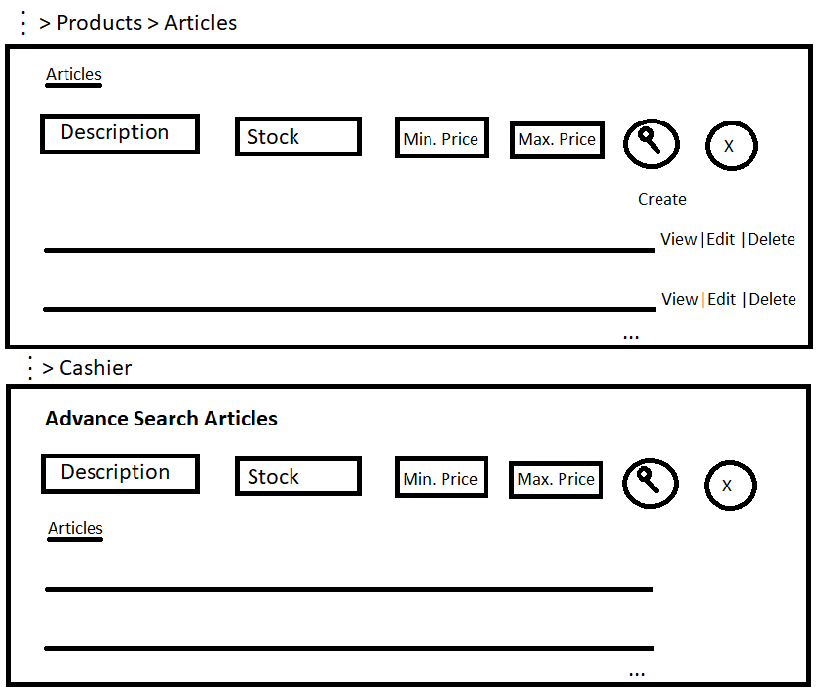 ⋮ > Products > Articles
Articles
Description Stock Min. Price Max. Price X
Create
View|Edit |Delete
View|Edit |Delete
...
⋮ > Cashier
Advance Search Articles
Description Stock Min. Price Max. Price X
Articles
...